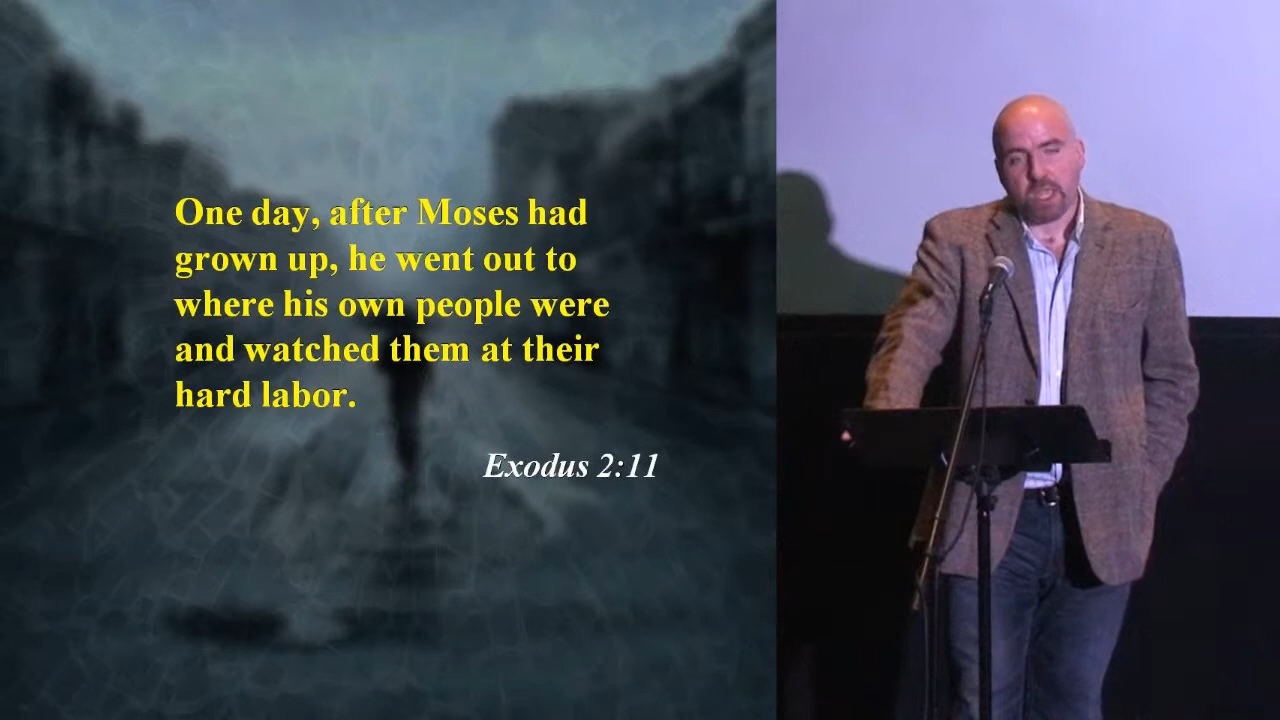 One day, after Moses had
grown up, he went out to
where his own people were
and watched them at their
hard labor.
Exodus 2:11